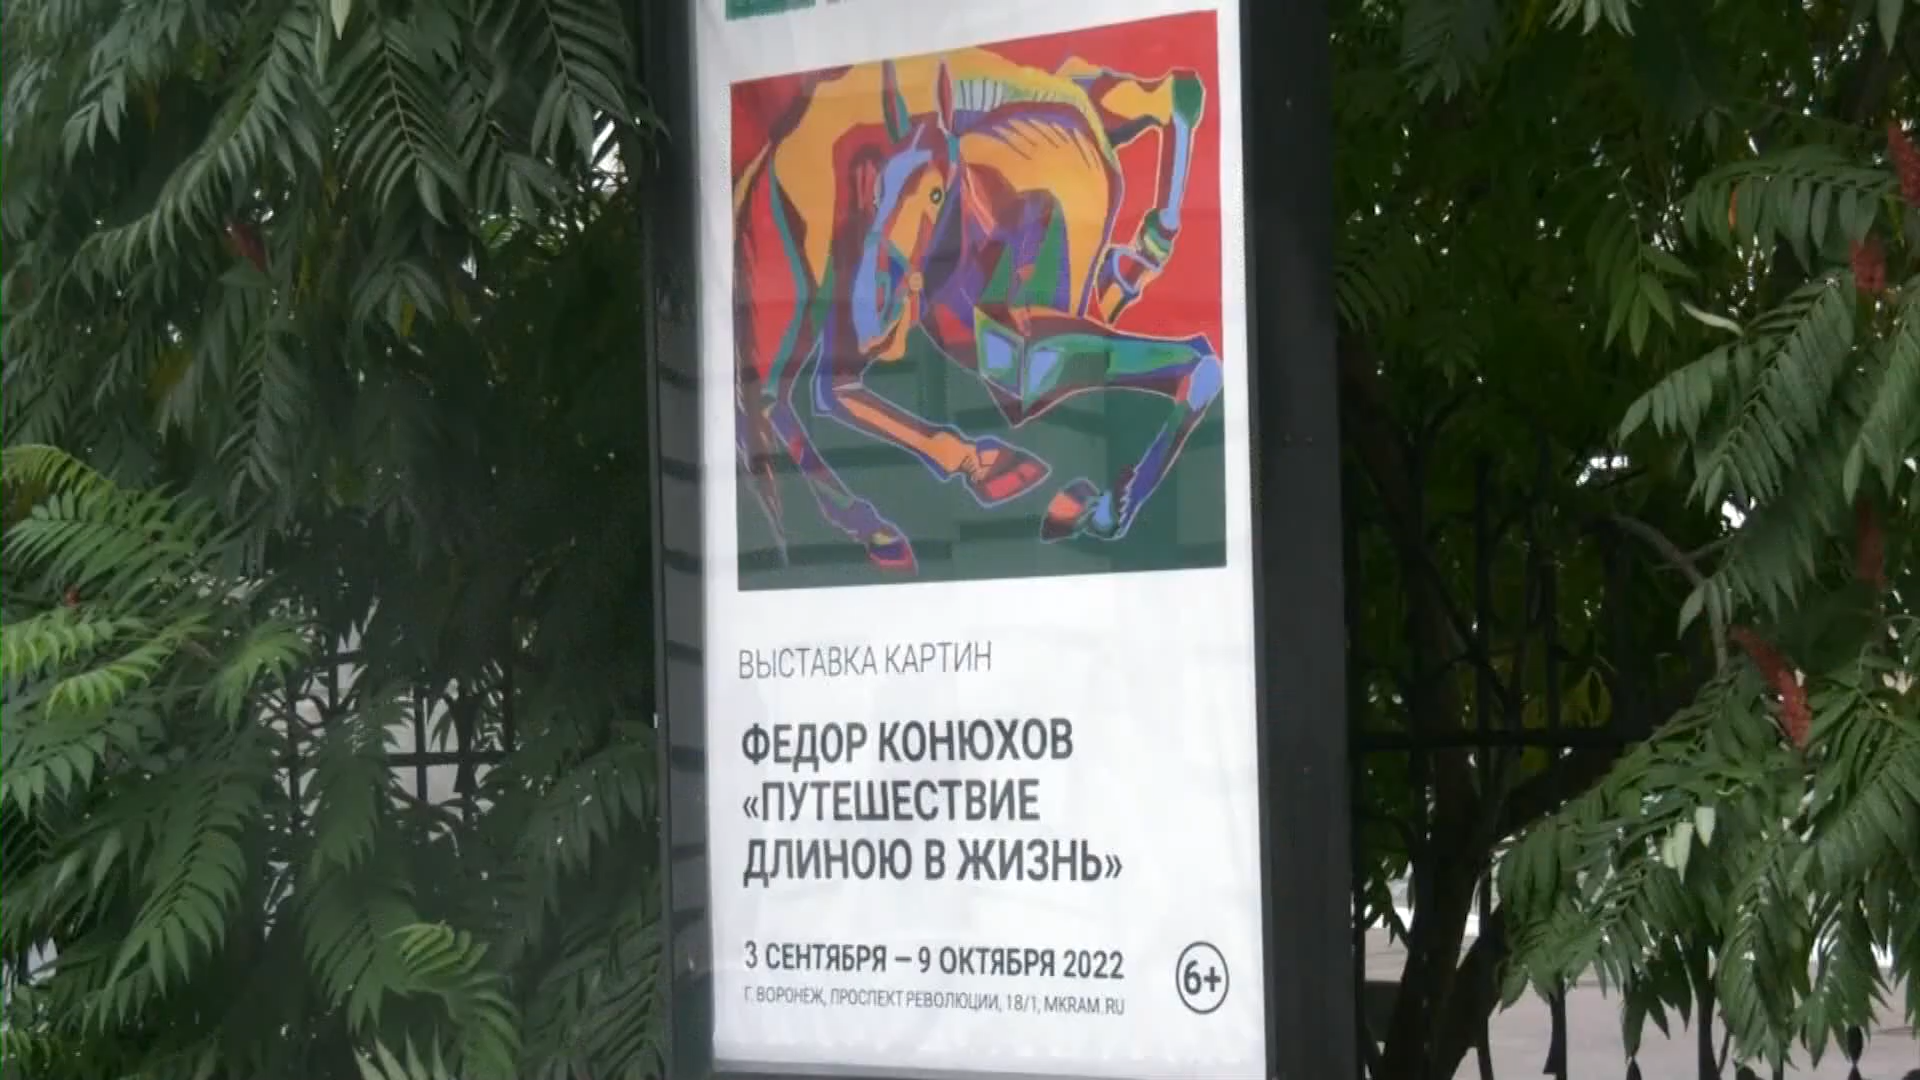 ВЫСТАВКА КАРТИН
ФЕДОР КОНЮХОВ
«ПУТЕШЕСТВИЕ
ДЛИНОЮ В ЖИЗНЬ»
3 СЕНТЯБРЯ – 9 ОКТЯБРЯ 2022
6+
Г. ВОРОНЕЖ, ПРОСПЕКТ РЕВОЛЮЦИИ, 18/1, MKRAM.RU